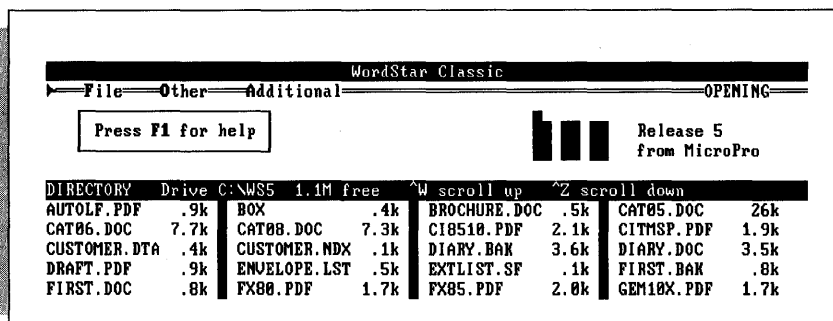 WordStar Classic
File Other Additional OPENING
Press F1 for help
Release 5
from MicroPro
DIRECTORY Drive C:\WS5 1.1M free ^W scroll up ^Z scroll down
AUTOLF.PDF .9k BOX .4k BROCHURE.DOC .5k CAT05.DOC 26k
CAT06.DOC 7.7k CAT08.DOC 7.3k CI8510.PDF 2.1k CITMSP.PDF 1.9k
CUSTOMER.DTA .4k CUSTOMER.NDX .1k DIARY.BAK 3.6k DIARY.DOC 3.5k
DRAFT.PDF .9k ENVELOPE.LST .5k EXTLIST.SF .1k FIRST.BAK .8k
FIRST.DOC .8k FX80.PDF 1.7k FX85.PDF 2.0k GEM10X.PDF 1.7k